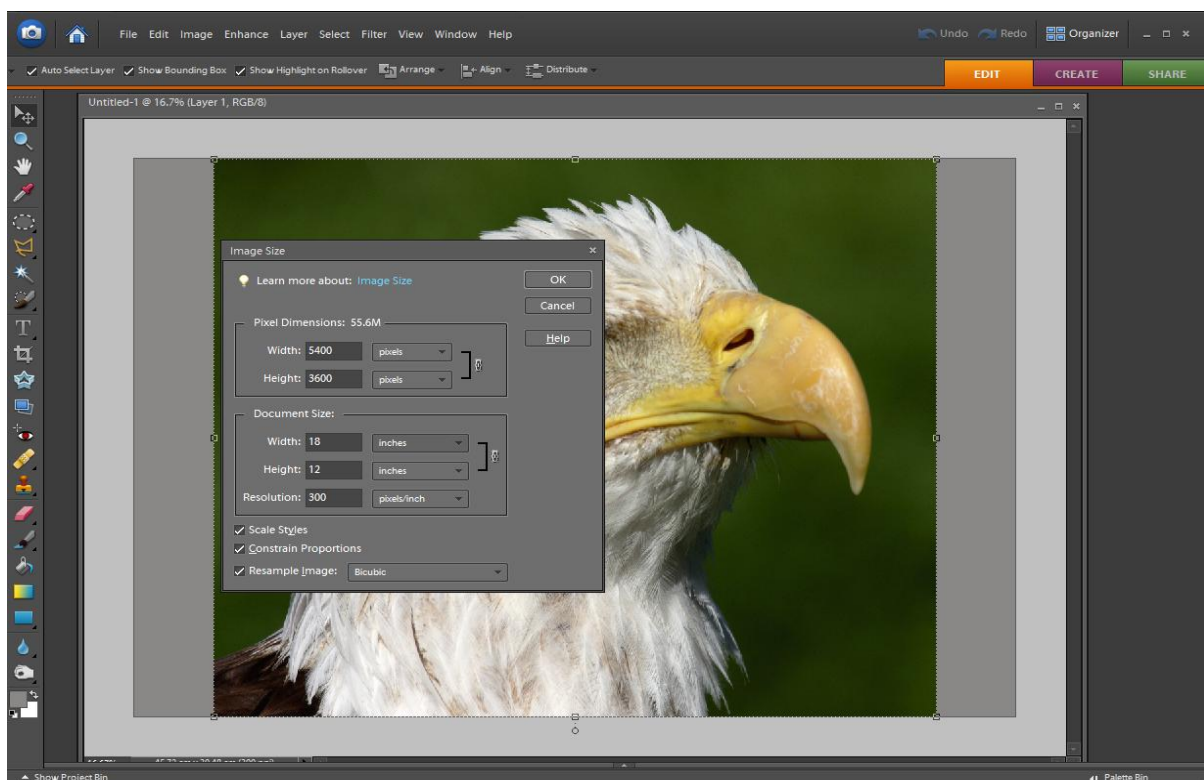 File Edit Image Enhance Layer Select Filter View Window Help Undo Redo Organizer
Auto Select Layer Show Bounding Box Show Highlight on Rollover Arrange Align Distribute EDIT CREATE SHARE
Untitled-1 @ 16.7% (Layer 1, RGB/8)
Image Size
Learn more about: Image Size OK
Cancel
Pixel Dimensions: 55.6M
Help
Width: 5400 pixels
Height: 3600 pixels
Document Size:
Width: 18 inches
Height: 12 inches
Resolution: 300 pixels/inch
Scale Styles
Constrain Proportions
Resample Image: Bicubic
Show Project Bin Palette Bin